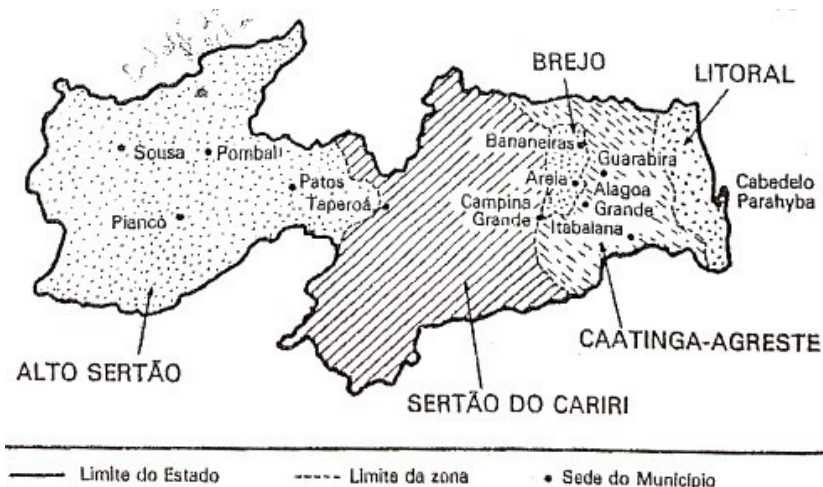 BREJO
LITORAL
Bananeiras
Sousa
Pombal
Guarabira
Patos
Areia
Alagoa
Grande
Cabedelo
Parahyba
Taperoá
Piancó
Campina
Grande
Itabaiana
CAATINGA-AGRESTE
ALTO SERTÃO
SERTÃO DO CARIRI
Limite do Estado
Limite da zona
Sede do Município